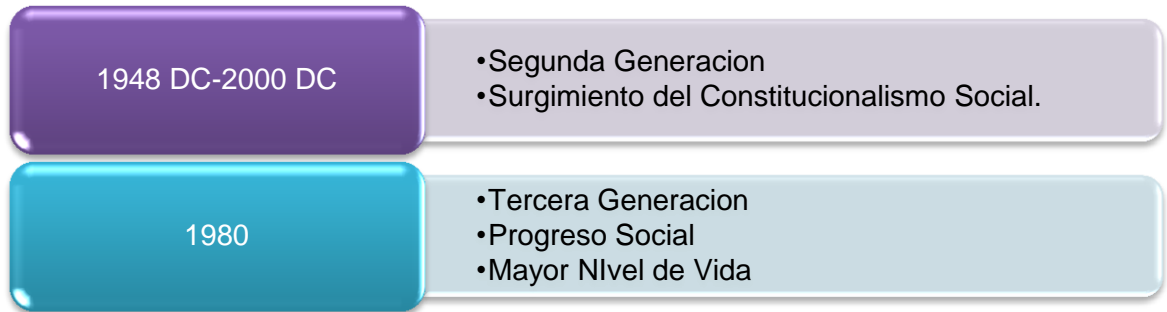 1948 DC-2000 DC
•Segunda Generacion
•Surgimiento del Constitucionalismo Social.
1980
•Tercera Generacion
•Progreso Social
•Mayor NIvel de Vida